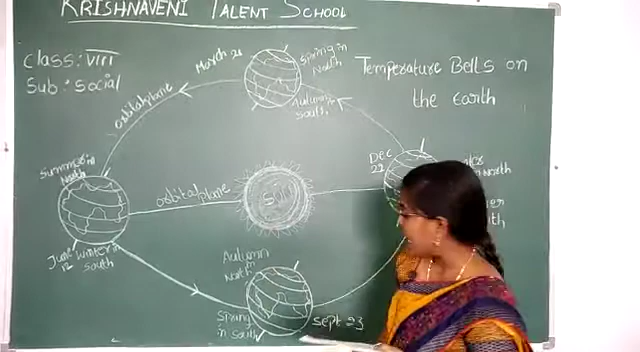 KRISHNAVENI TALENT SCHOOL
Class: VIII
Sub: Social
Temperature Bells on
the Earth
March 21
Spring in
North
Autumn in
South
orbital plane
Dec
22
North
Summer in
North
orbital plane
Sun
June
Winter in
South
Autumn
in
North
Spring
in South
Sept 23